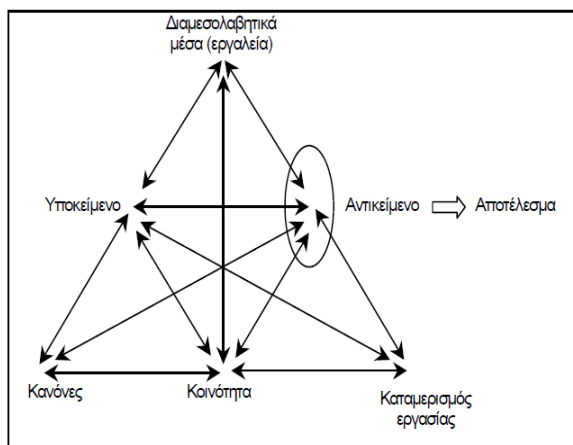 Διαμεσολαβητικά
μέσα (εργαλεία)
Υποκείμενο
Αντικείμενο
Αποτέλεσμα
Κανόνες
Κοινότητα
Καταμερισμός
εργασίας